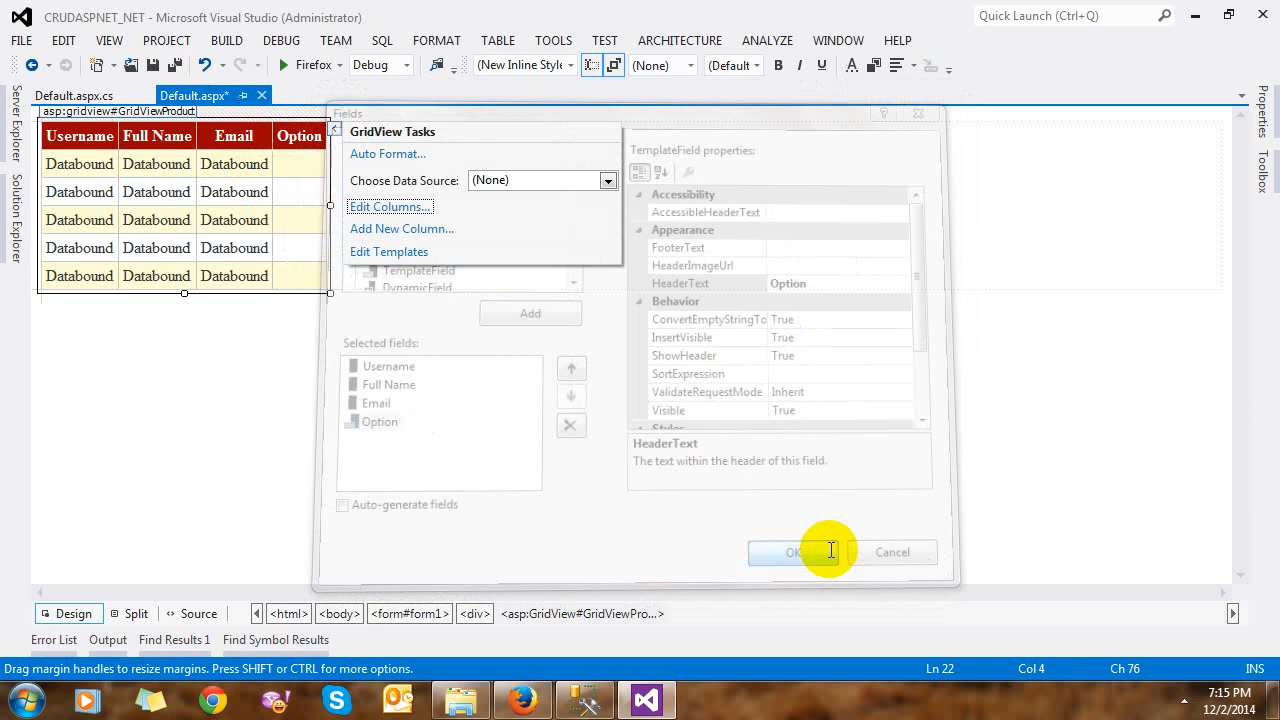 CRUDASPNET_NET - Microsoft Visual Studio (Administrator)
Quick Launch (Ctrl+Q)
FILE EDIT VIEW PROJECT BUILD DEBUG TEAM SQL FORMAT TABLE TOOLS TEST ARCHITECTURE ANALYZE WINDOW HELP
Firefox Debug (New Inline Style (None) (Default B I U A
Default.aspx.cs Default.aspx*
Server Explorer
Solution Explorer
Properties
Toolbox
asp:gridview#GridViewProduct
Username Full Name Email Option
Databound Databound Databound
Databound Databound Databound
Databound Databound Databound
Databound Databound Databound
Databound Databound Databound
Fields
GridView Tasks
Auto Format...
Choose Data Source: (None)
Edit Columns...
Add New Column...
Edit Templates
TemplateField
DynamicField
Add
Selected fields:
Username
Full Name
Email
Option
Auto-generate fields
TemplateField properties:
Accessibility
AccessibleHeaderText
Appearance
FooterText
HeaderImageUrl
HeaderText Option
Behavior
ConvertEmptyStringTo True
InsertVisible True
ShowHeader True
SortExpression
ValidateRequestMode Inherit
Visible True
Styles
HeaderText
The text within the header of this field.
OK Cancel
Design Split Source <html> <body> <form#form1> <div> <asp:GridView#GridViewPro...>
Error List Output Find Results 1 Find Symbol Results
Drag margin handles to resize margins. Press SHIFT or CTRL for more options. Ln 22 Col 4 Ch 76 INS
7:15 PM
12/2/2014